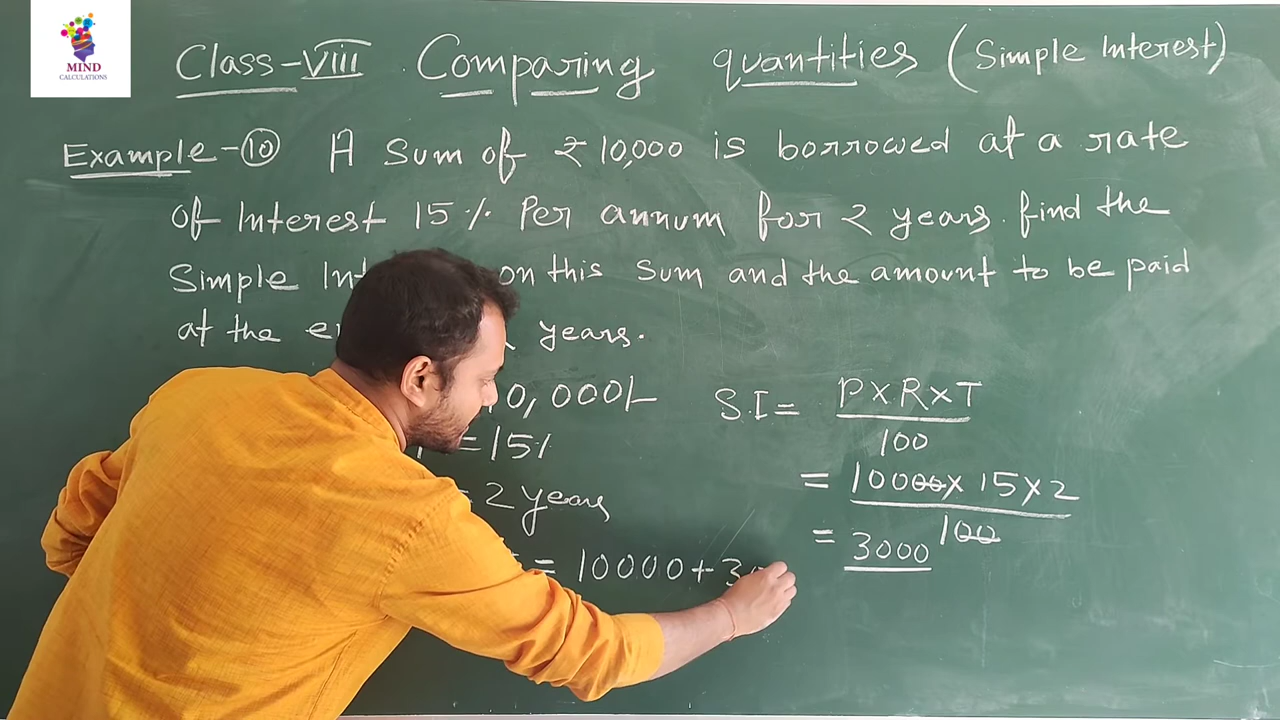 MIND
CALCULATIONS
Class-VIII Comparing quantities (Simple Interest)
Example-10 A Sum of ₹ 10,000 is borrowed at a rate
of Interest 15% Per annum for 2 years. find the
Simple on this Sum and the amount to be paid
at the years.
10,000/-
= 15%
= 2 years
= 10000 + 3
S.I = P × R × T
100
= 10000 × 15 × 2
100
= 3000